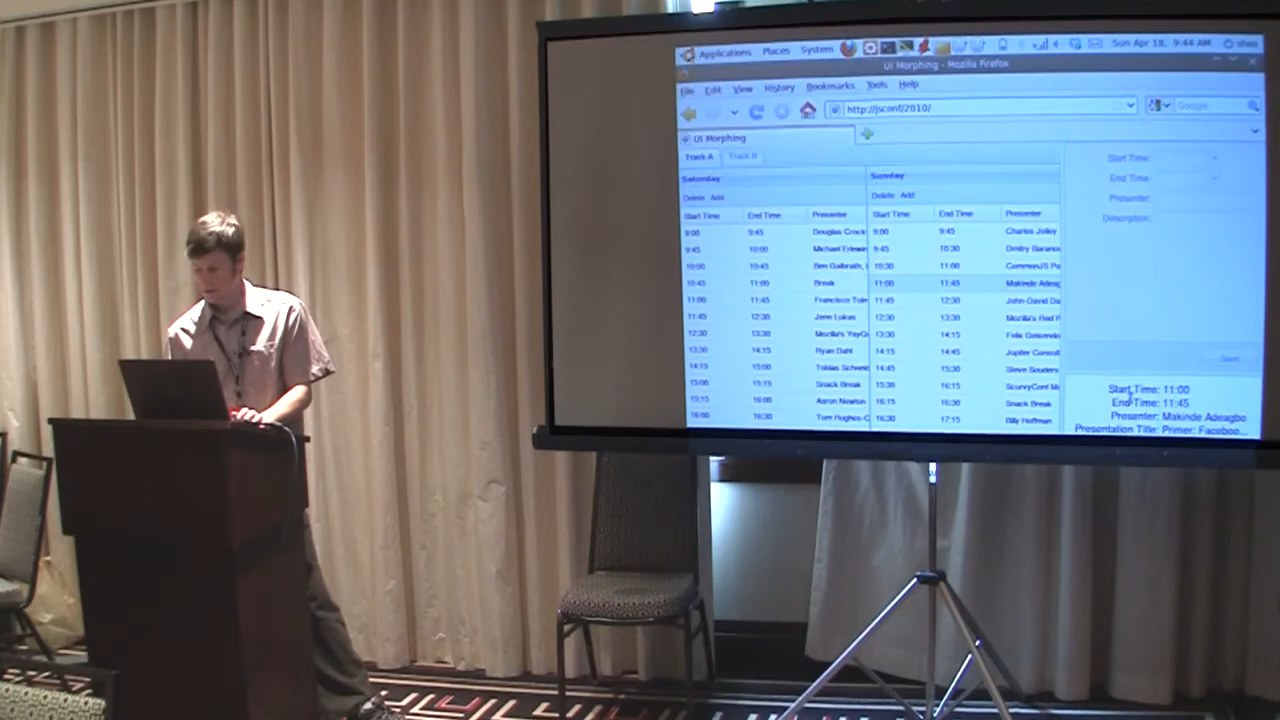 Applications Places System Sun Apr 18, 9:44 AM
UI Morphing - Mozilla Firefox
File Edit View History Bookmarks Tools Help
http://jsconf/2010/ Google
UI Morphing
Track A Track B
Saturday Sunday
Delete Add Delete Add
Start Time End Time Presenter Start Time End Time Presenter
9:00 9:45 Douglas Crock 9:00 9:45 Charles Jolley
9:45 10:00 Michael 9:45 10:30 Dmitry Baranov
10:00 10:45 Ben Galbraith, 10:30 11:00 CommonJS Pa
10:45 11:00 Break 11:00 11:45 Makinde Adeag
11:00 11:45 Francisco Tolm 11:45 12:30 John-David Da
11:45 12:30 Jenn Lukas 12:30 13:30 Mozilla's Red P
12:30 13:30 Mozilla's 13:30 14:15 Felix Geisendo
13:30 14:15 Ryan Dahl 14:15 14:45 Jupiter Consult
14:15 15:00 Tobias Schneid 14:45 15:30 Steve Souders
15:00 15:15 Snack Break 15:30 16:15 ScurvyConf M
15:15 16:00 Aaron Newton 16:15 16:30 Snack Break
16:00 16:30 Tom Hughes-C 16:30 17:15 Billy Hoffman
Start Time:
End Time:
Presenter:
Description:
Save
Start Time: 11:00
End Time: 11:45
Presenter: Makinde Adeagbo
Presentation Title: Primer: Faceboo...